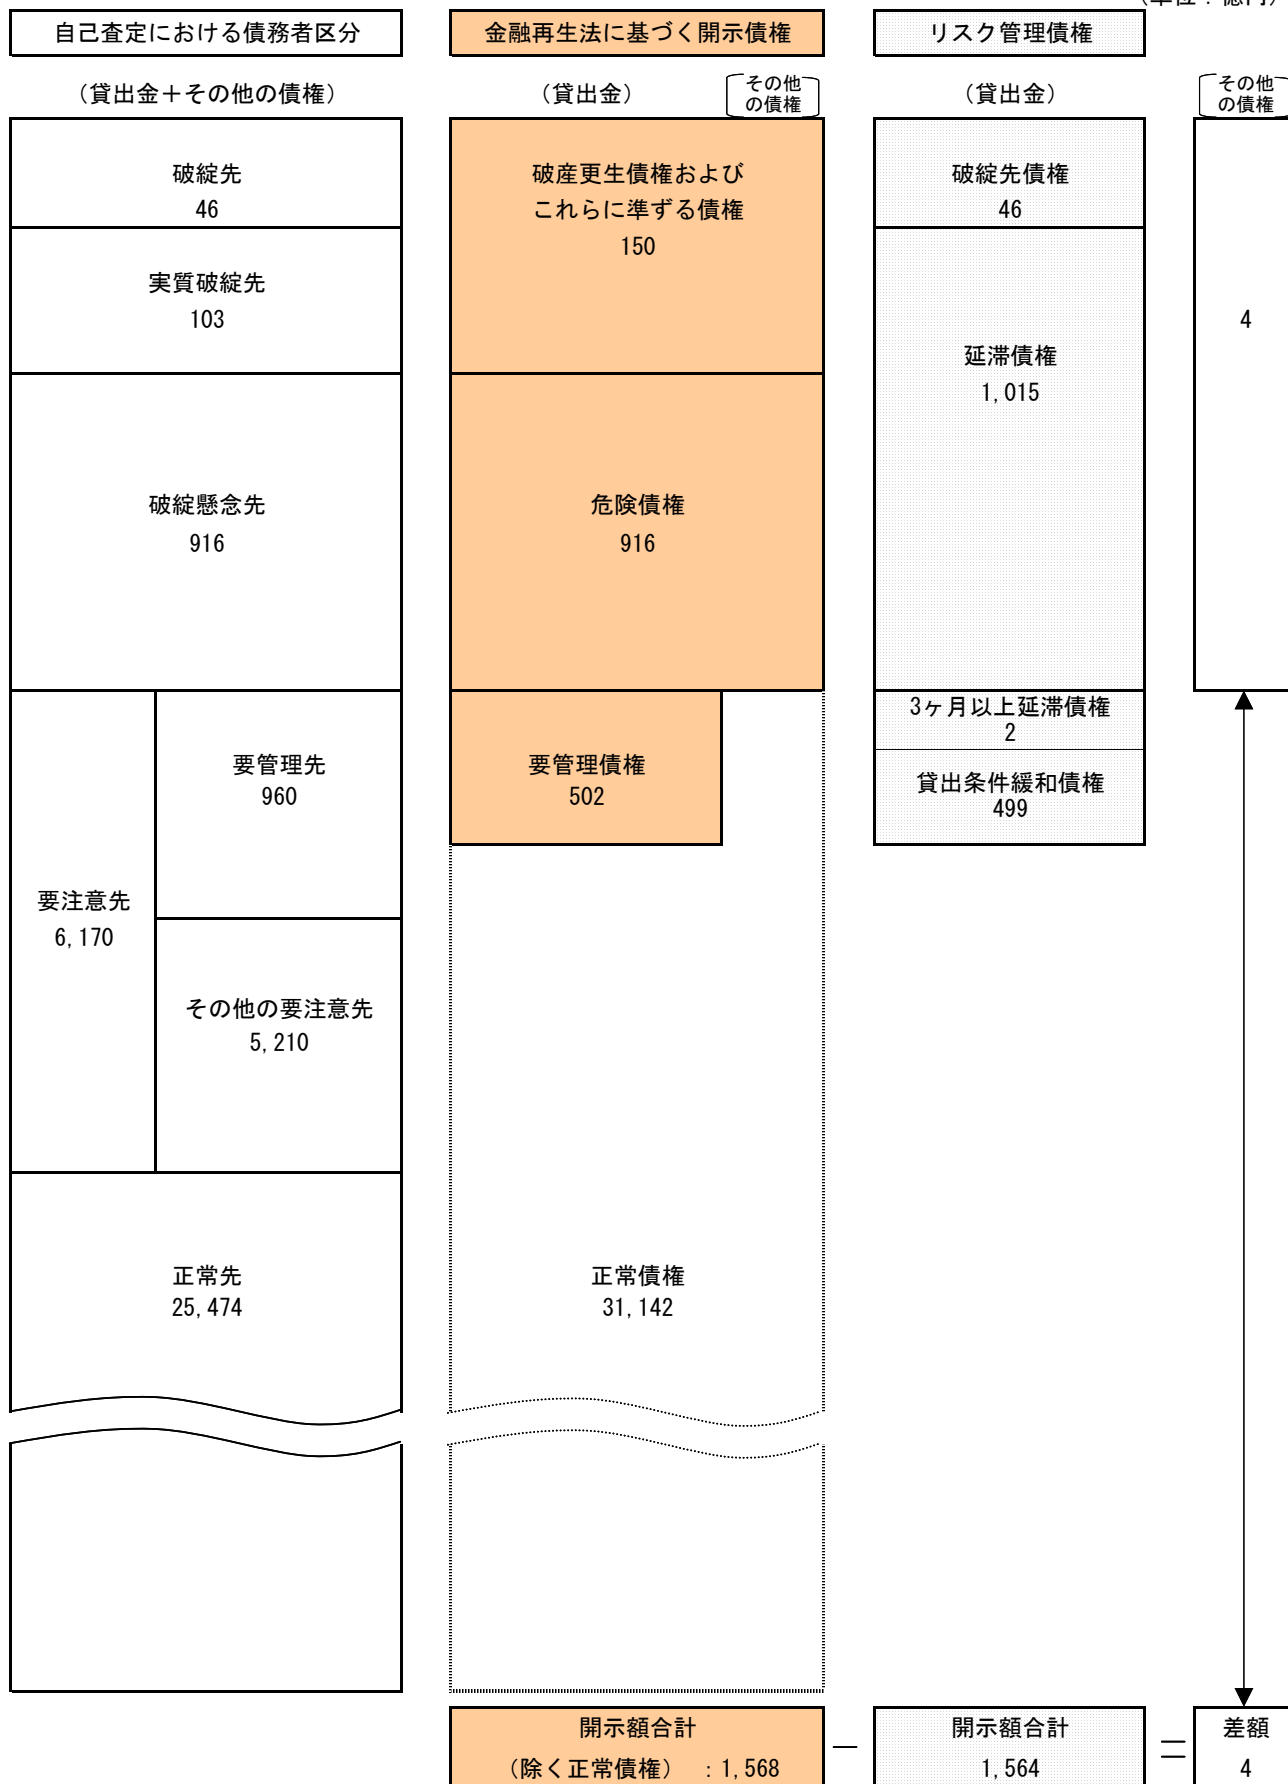 （単位：億円）
自己査定における債務者区分
金融再生法に基づく開示債権
リスク管理債権
（貸出金＋その他の債権）
（貸出金）
その他
の債権
（貸出金）
その他
の債権
破綻先
46
実質破綻先
103
破綻懸念先
916
要注意先
6,170
要管理先
960
その他の要注意先
5,210
正常先
25,474
破産更生債権および
これらに準ずる債権
150
危険債権
916
要管理債権
502
正常債権
31,142
破綻先債権
46
延滞債権
1,015
3ヶ月以上延滞債権
2
貸出条件緩和債権
499
4
開示額合計
（除く正常債権）：1,568
－
開示額合計
1,564
＝
差額
4